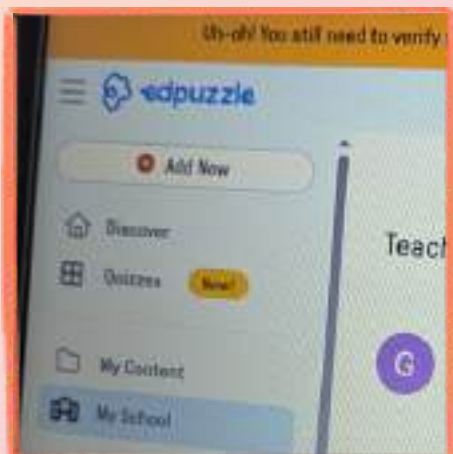 Uh-oh! You still need to verify
edpuzzle
Add New
Discover
Quizzes New!
Teach
My Content
G
My School